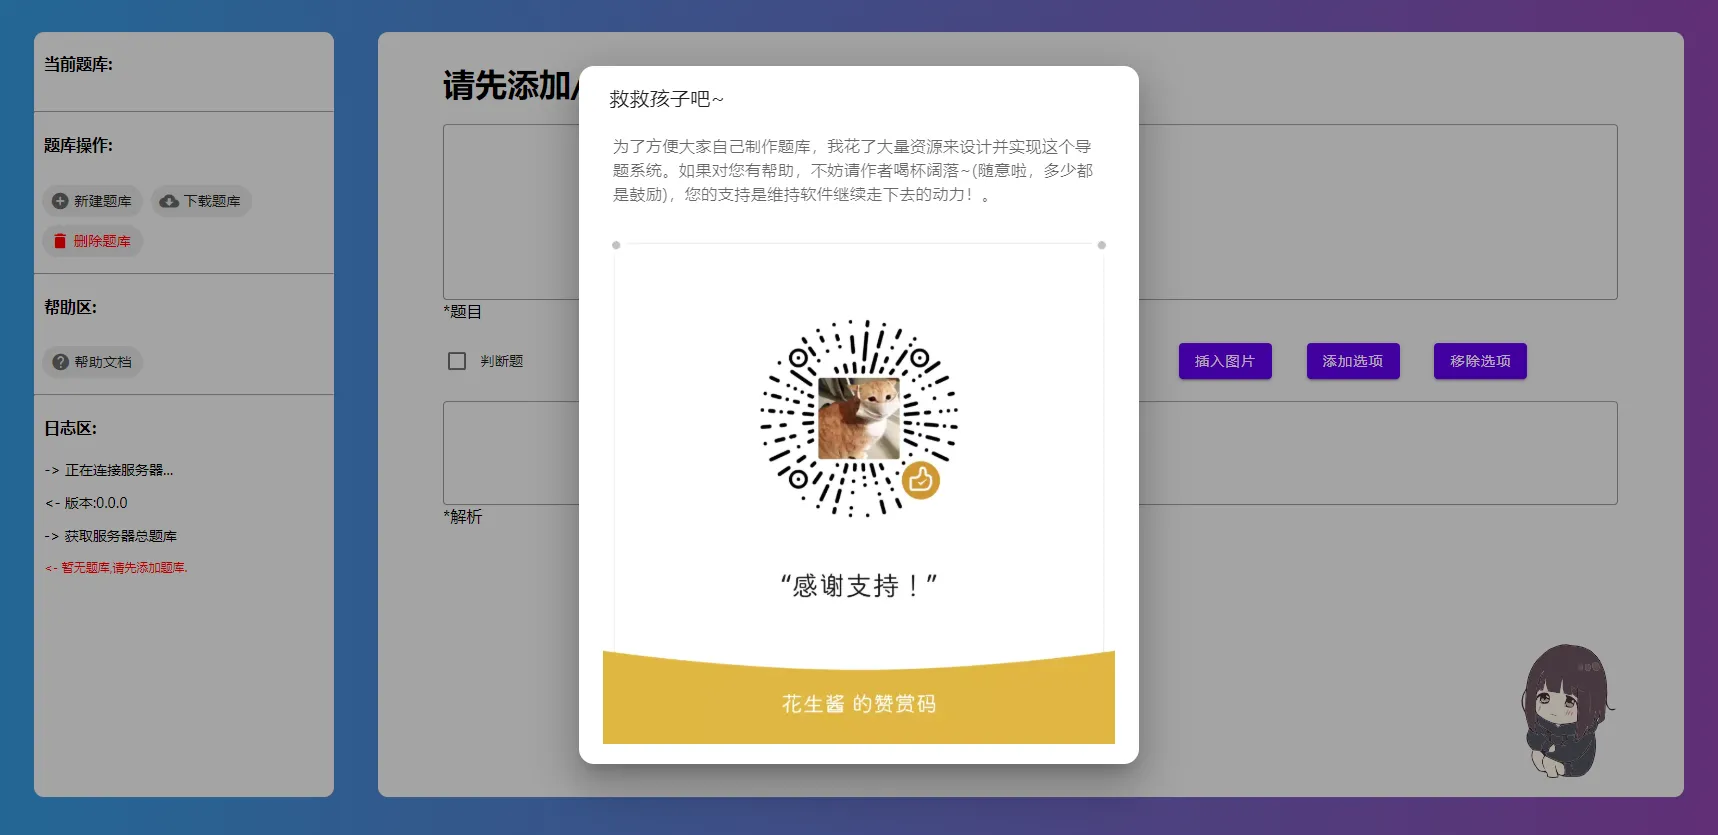 当前题库:
题库操作:
新建题库
下载题库
删除题库
帮助区:
帮助文档
日志区:
-> 正在连接服务器...
<- 版本:0.0.0
-> 获取服务器总题库
<- 暂无题库,请先添加题库.
请先添加/
*题目
判断题
插入图片
添加选项
移除选项
*解析
救救孩子吧~
为了方便大家自己制作题库，我花了大量资源来设计并实现这个导
题系统。如果对您有帮助，不妨请作者喝杯阔落~(随意啦，多少都
是鼓励)，您的支持是维持软件继续走下去的动力！。
“感谢支持！”
花生酱 的赞赏码